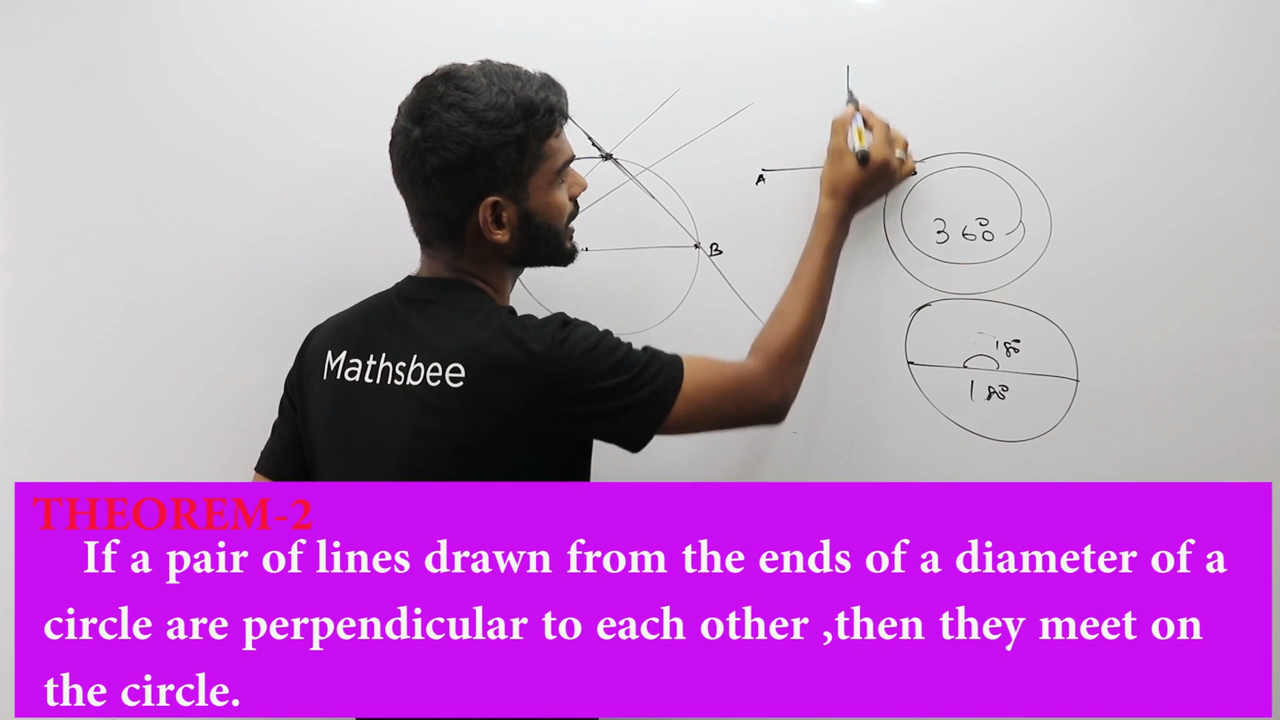 A
B
360°
180°
180°
Mathsbee
THEOREM-2
If a pair of lines drawn from the ends of a diameter of a
circle are perpendicular to each other ,then they meet on
the circle.